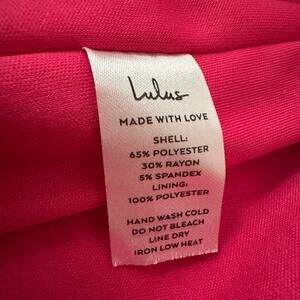 Lulus
MADE WITH LOVE
SHELL:
65% POLYESTER
30% RAYON
5% SPANDEX
LINING:
100% POLYESTER
HAND WASH COLD
DO NOT BLEACH
LINE DRY
IRON LOW HEAT